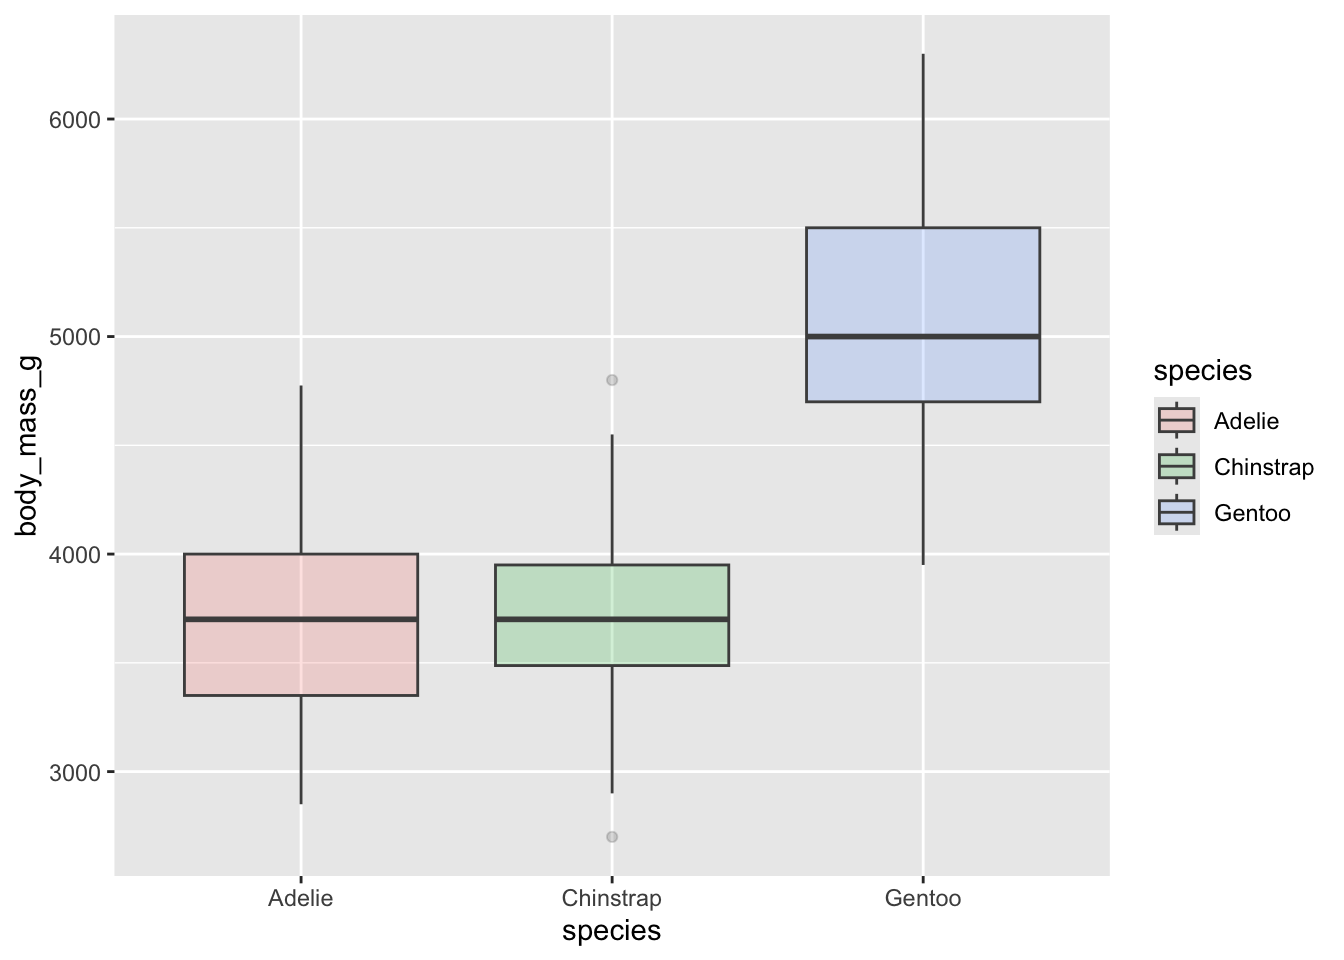 body_mass_g
6000
5000
4000
3000
Adelie
Chinstrap
Gentoo
species
species
Adelie
Chinstrap
Gentoo